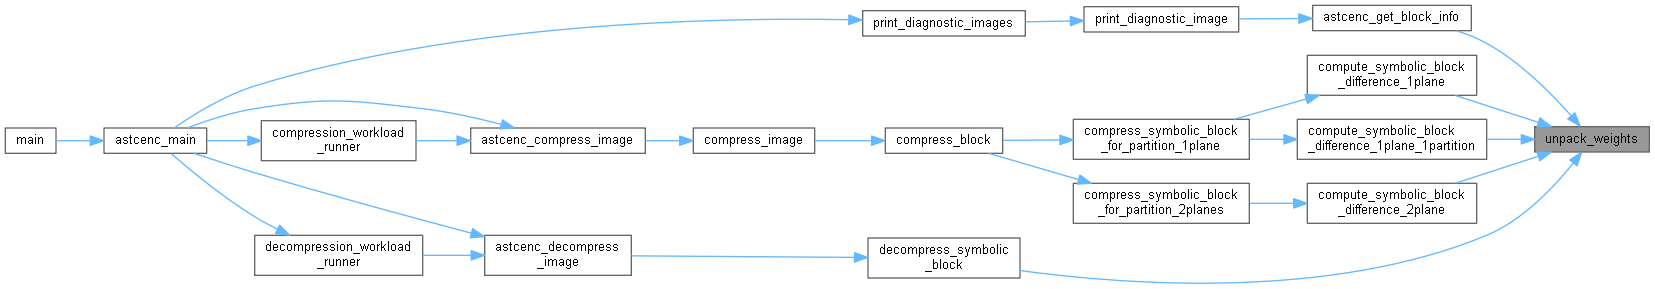 main
astcenc_main
print_diagnostic_images
print_diagnostic_image
astcenc_get_block_info
compression_workload
_runner
astcenc_compress_image
compress_image
compress_block
compress_symbolic_block
_for_partition_1plane
compute_symbolic_block
_difference_1plane
compute_symbolic_block
_difference_1plane_1partition
unpack_weights
compress_symbolic_block
_for_partition_2planes
compute_symbolic_block
_difference_2plane
decompression_workload
_runner
astcenc_decompress
_image
decompress_symbolic
_block